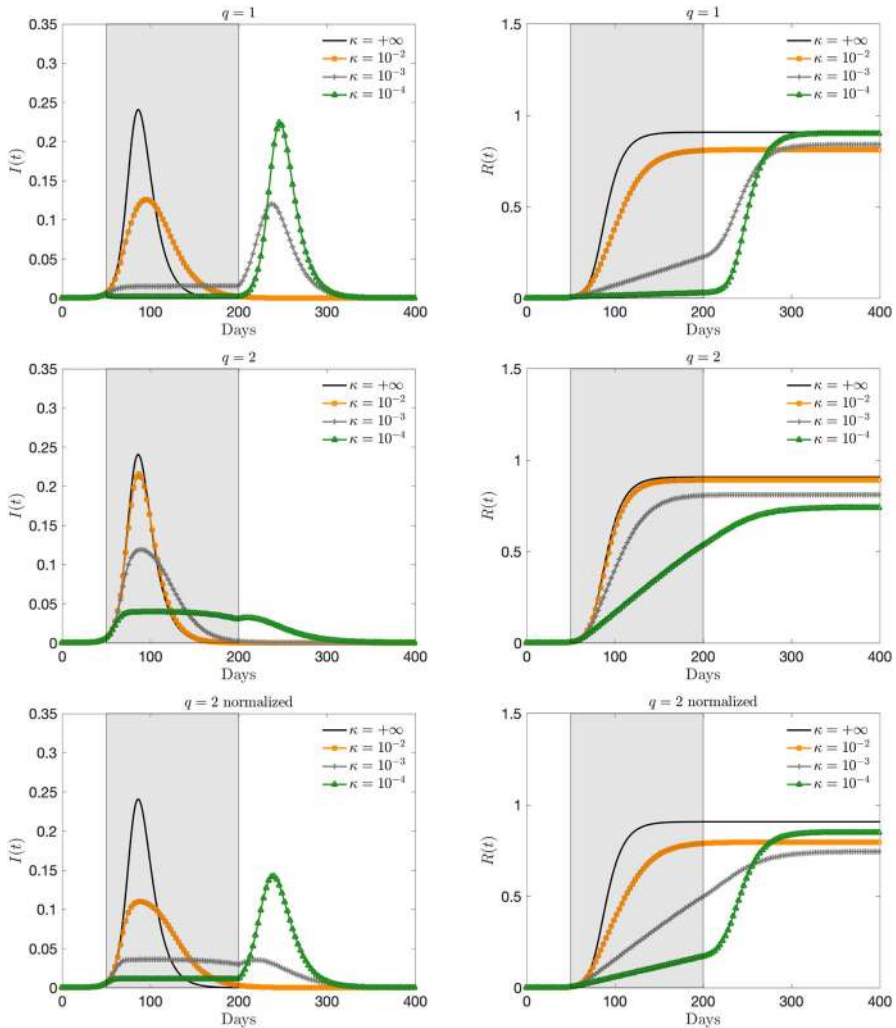 q = 1
κ = +∞
κ = 10⁻²
κ = 10⁻³
κ = 10⁻⁴
I(t)
0.35
0.3
0.25
0.2
0.15
0.1
0.05
0
0 100 200 300 400
Days
q = 1
κ = +∞
κ = 10⁻²
κ = 10⁻³
κ = 10⁻⁴
R(t)
1.5
1
0.5
0
0 100 200 300 400
Days
q = 2
κ = +∞
κ = 10⁻²
κ = 10⁻³
κ = 10⁻⁴
I(t)
0.35
0.3
0.25
0.2
0.15
0.1
0.05
0
0 100 200 300 400
Days
q = 2
κ = +∞
κ = 10⁻²
κ = 10⁻³
κ = 10⁻⁴
R(t)
1.5
1
0.5
0
0 100 200 300 400
Days
q = 2 normalized
κ = +∞
κ = 10⁻²
κ = 10⁻³
κ = 10⁻⁴
I(t)
0.35
0.3
0.25
0.2
0.15
0.1
0.05
0
0 100 200 300 400
Days
q = 2 normalized
κ = +∞
κ = 10⁻²
κ = 10⁻³
κ = 10⁻⁴
R(t)
1.5
1
0.5
0
0 100 200 300 400
Days